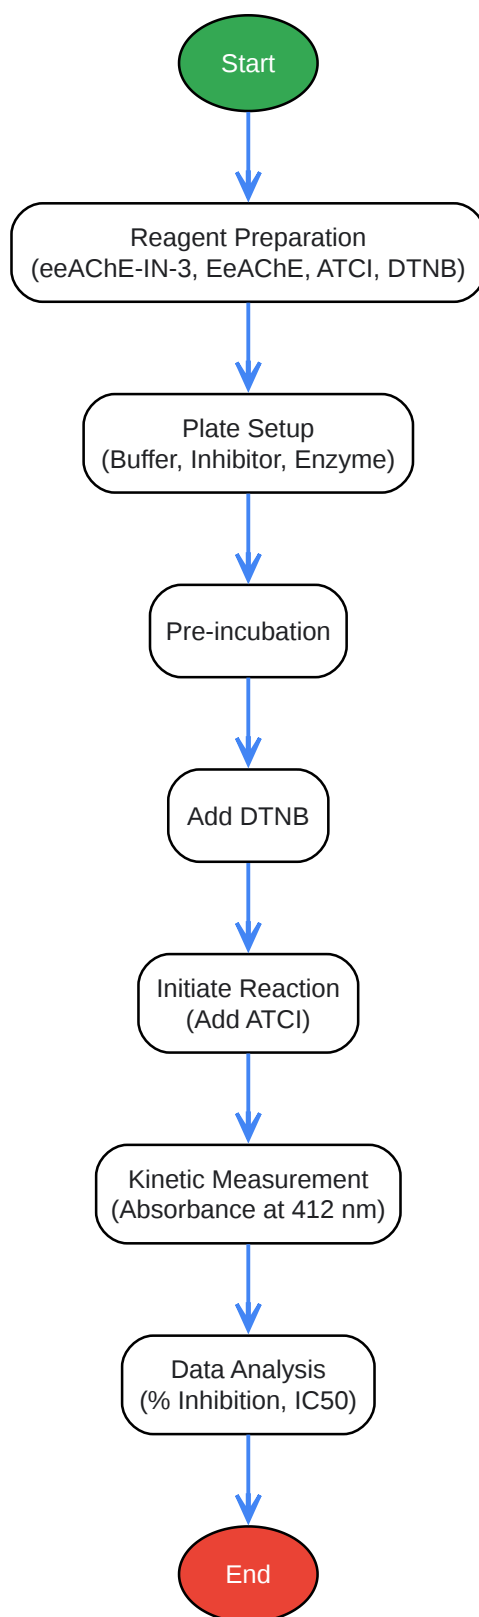 Start
Reagent Preparation
(eeAChE-IN-3, EeAChE, ATCI, DTNB)
Plate Setup
(Buffer, Inhibitor, Enzyme)
Pre-incubation
Add DTNB
Initiate Reaction
(Add ATCI)
Kinetic Measurement
(Absorbance at 412 nm)
Data Analysis
(% Inhibition, IC50)
End